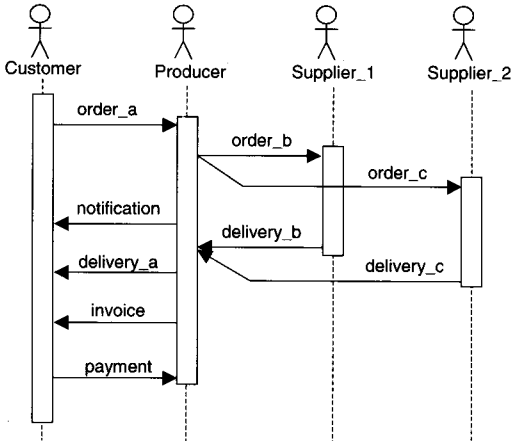 Customer
Producer
Supplier_1
Supplier_2
order_a
order_b
order_c
notification
delivery_b
delivery_a
delivery_c
invoice
payment